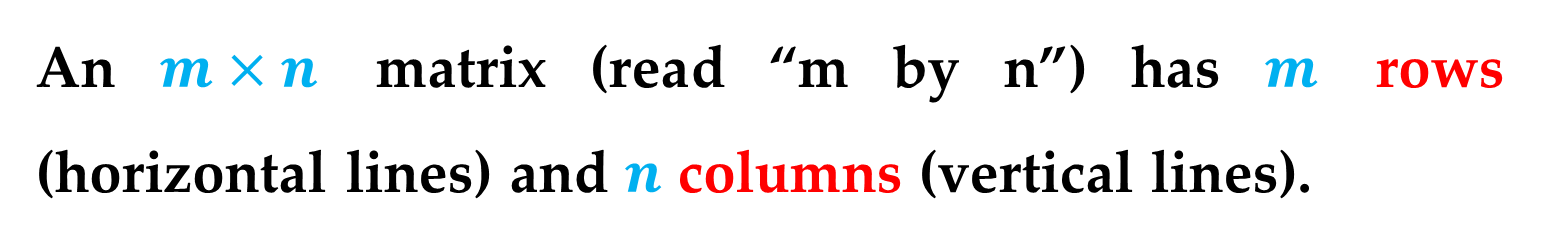 An m × n matrix (read “m by n”) has m rows
(horizontal lines) and n columns (vertical lines).